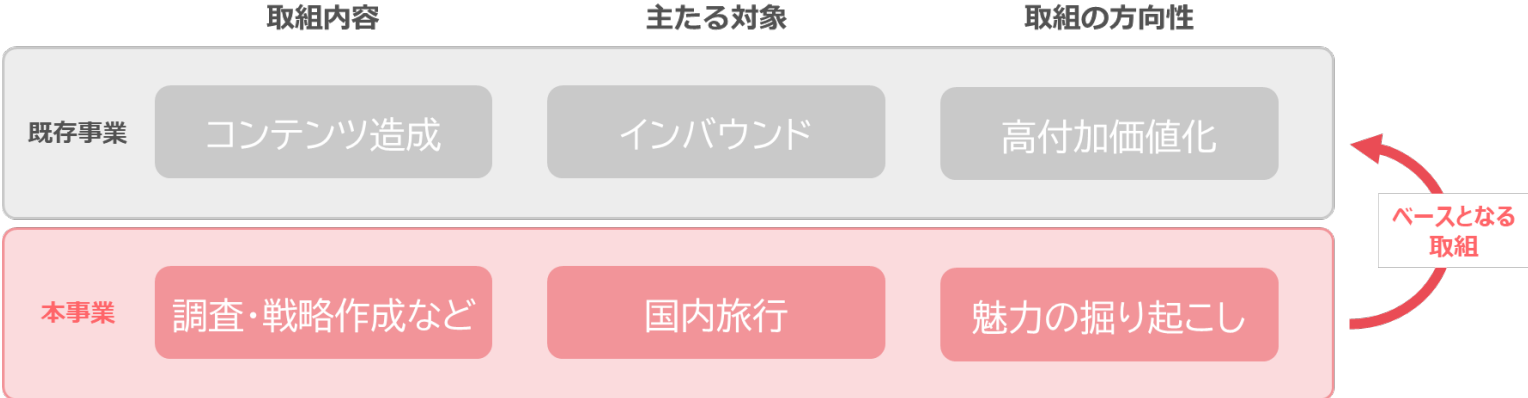 取組内容 主たる対象 取組の方向性
既存事業 コンテンツ造成 インバウンド 高付加価値化
ベースとなる
取組
本事業 調査・戦略作成など 国内旅行 魅力の掘り起こし